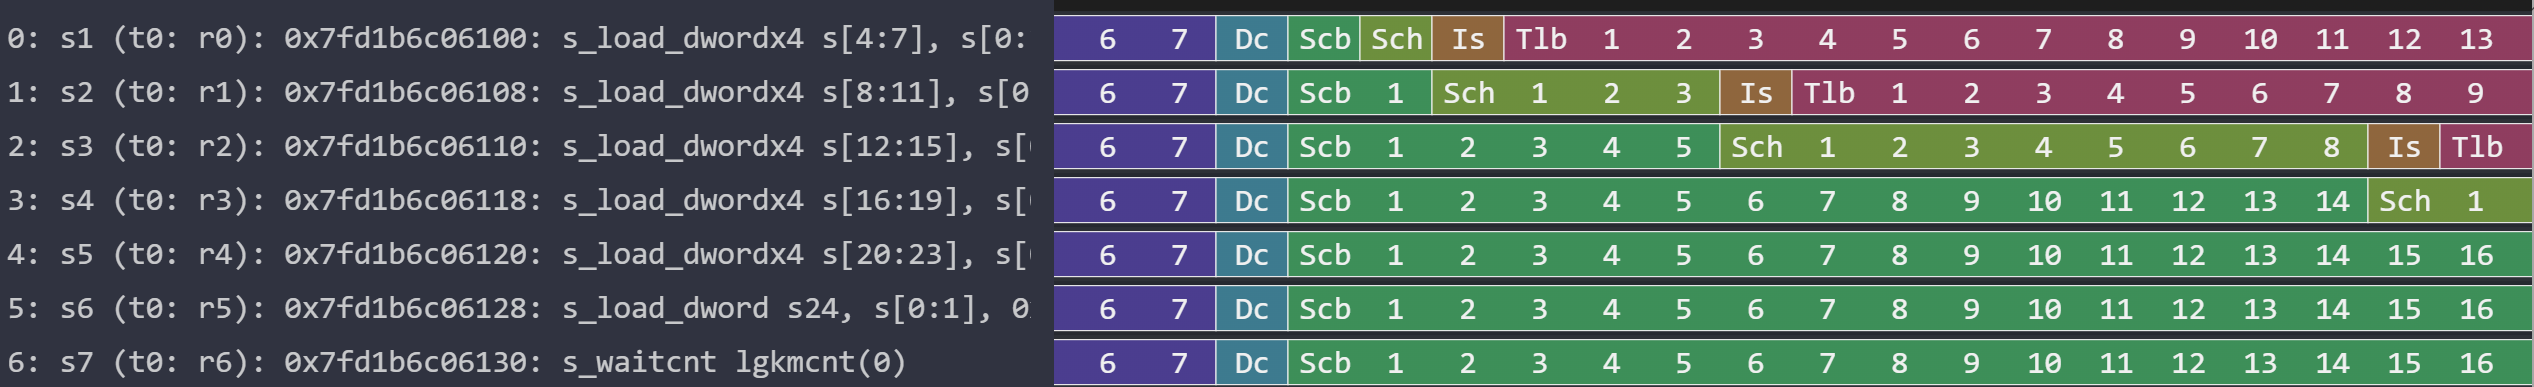 0: s1 (t0: r0): 0x7fd1b6c06100: s_load_dwordx4 s[4:7], s[0: 6 7 Dc Scb Sch Is Tlb 1 2 3 4 5 6 7 8 9 10 11 12 13
1: s2 (t0: r1): 0x7fd1b6c06108: s_load_dwordx4 s[8:11], s[0 6 7 Dc Scb 1 Sch 1 2 3 Is Tlb 1 2 3 4 5 6 7 8 9
2: s3 (t0: r2): 0x7fd1b6c06110: s_load_dwordx4 s[12:15], s[ 6 7 Dc Scb 1 2 3 4 5 Sch 1 2 3 4 5 6 7 8 Is Tlb
3: s4 (t0: r3): 0x7fd1b6c06118: s_load_dwordx4 s[16:19], s[ 6 7 Dc Scb 1 2 3 4 5 6 7 8 9 10 11 12 13 14 Sch 1
4: s5 (t0: r4): 0x7fd1b6c06120: s_load_dwordx4 s[20:23], s[ 6 7 Dc Scb 1 2 3 4 5 6 7 8 9 10 11 12 13 14 15 16
5: s6 (t0: r5): 0x7fd1b6c06128: s_load_dword s24, s[0:1], 0 6 7 Dc Scb 1 2 3 4 5 6 7 8 9 10 11 12 13 14 15 16
6: s7 (t0: r6): 0x7fd1b6c06130: s_waitcnt lgkmcnt(0) 6 7 Dc Scb 1 2 3 4 5 6 7 8 9 10 11 12 13 14 15 16